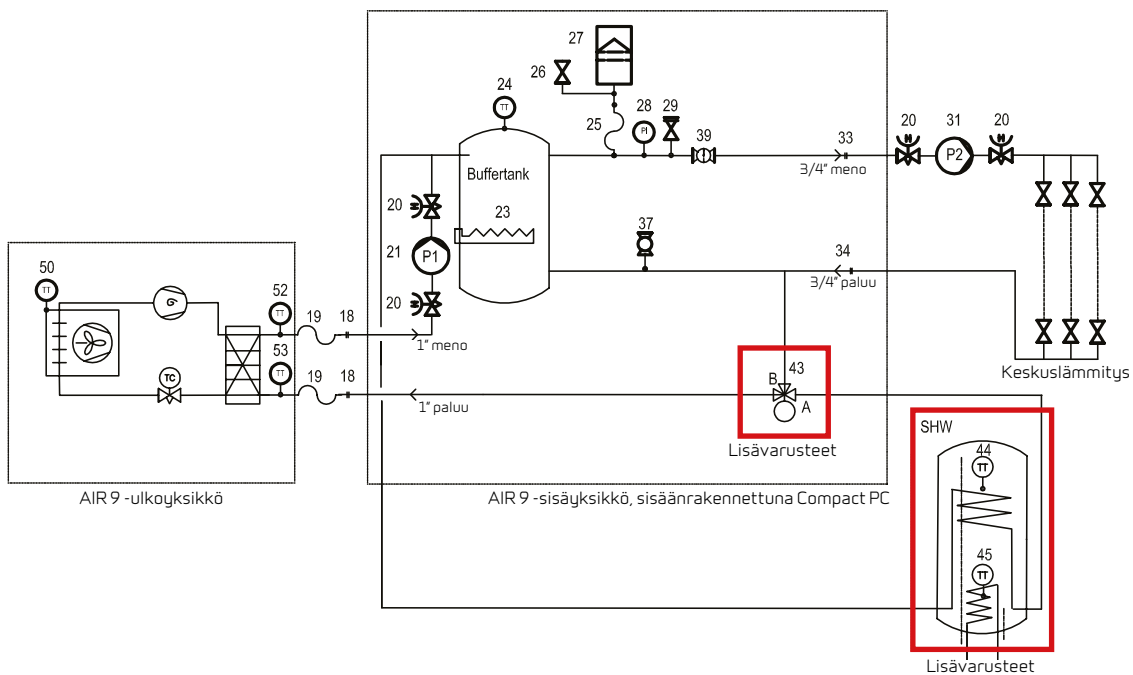 27
26
24
TT
25
28
PI
29
39
33
3/4" meno
20
H
31
P2
20
H
Buffertank
20
H
23
21
P1
37
34
3/4" paluu
50
TT
G
52
TT
19
18
20
H
1" meno
53
TT
19
18
TC
1" paluu
43
B
A
Lisävarusteet
Keskuslämmitys
SHW
44
TT
45
TT
AIR 9 -ulkoyksikkö
AIR 9 -sisäyksikkö, sisäänrakennettuna Compact PC
Lisävarusteet